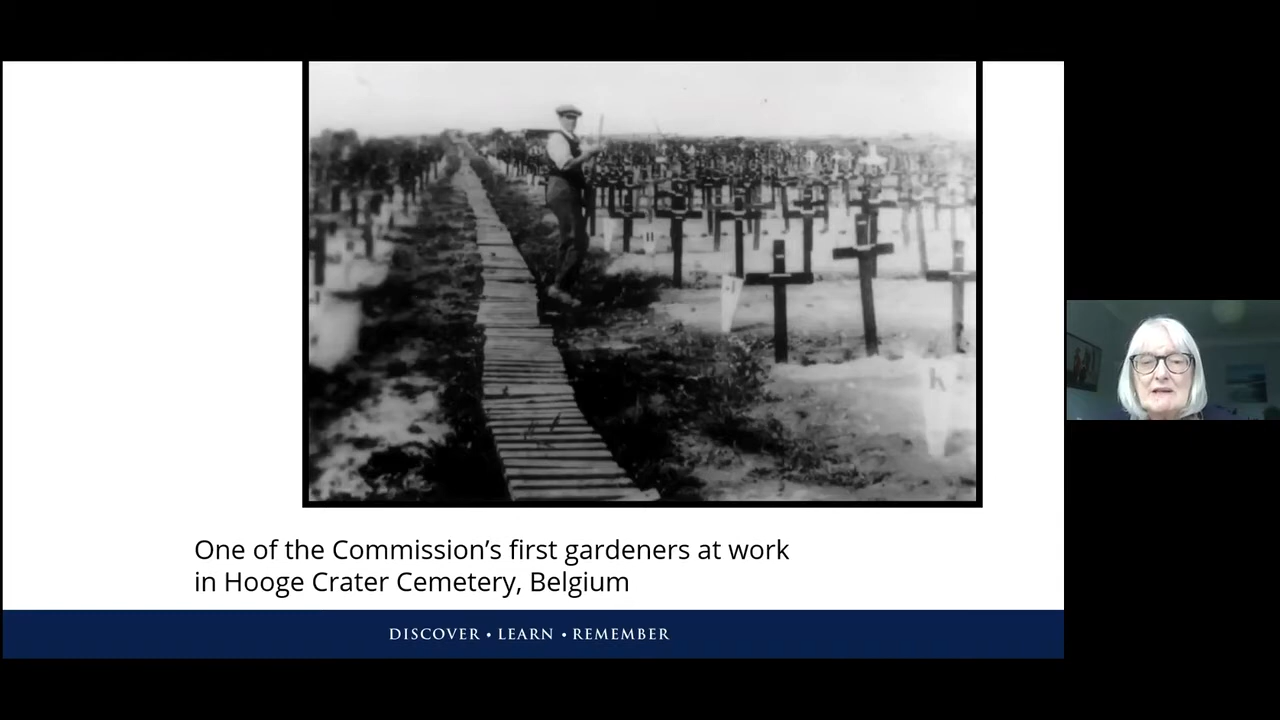 One of the Commission’s first gardeners at work
in Hooge Crater Cemetery, Belgium
DISCOVER • LEARN • REMEMBER